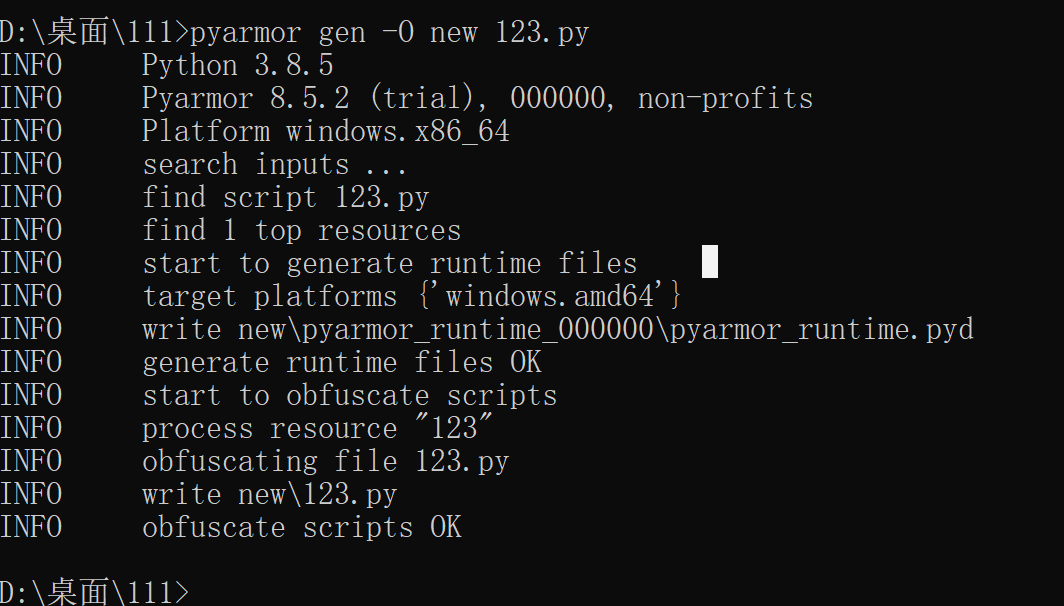 D:\桌面\111>pyarmor gen -O new 123.py
INFO     Python 3.8.5
INFO     Pyarmor 8.5.2 (trial), 000000, non-profits
INFO     Platform windows.x86_64
INFO     search inputs ...
INFO     find script 123.py
INFO     find 1 top resources
INFO     start to generate runtime files
INFO     target platforms {'windows.amd64'}
INFO     write new\pyarmor_runtime_000000\pyarmor_runtime.pyd
INFO     generate runtime files OK
INFO     start to obfuscate scripts
INFO     process resource "123"
INFO     obfuscating file 123.py
INFO     write new\123.py
INFO     obfuscate scripts OK
D:\桌面\111>